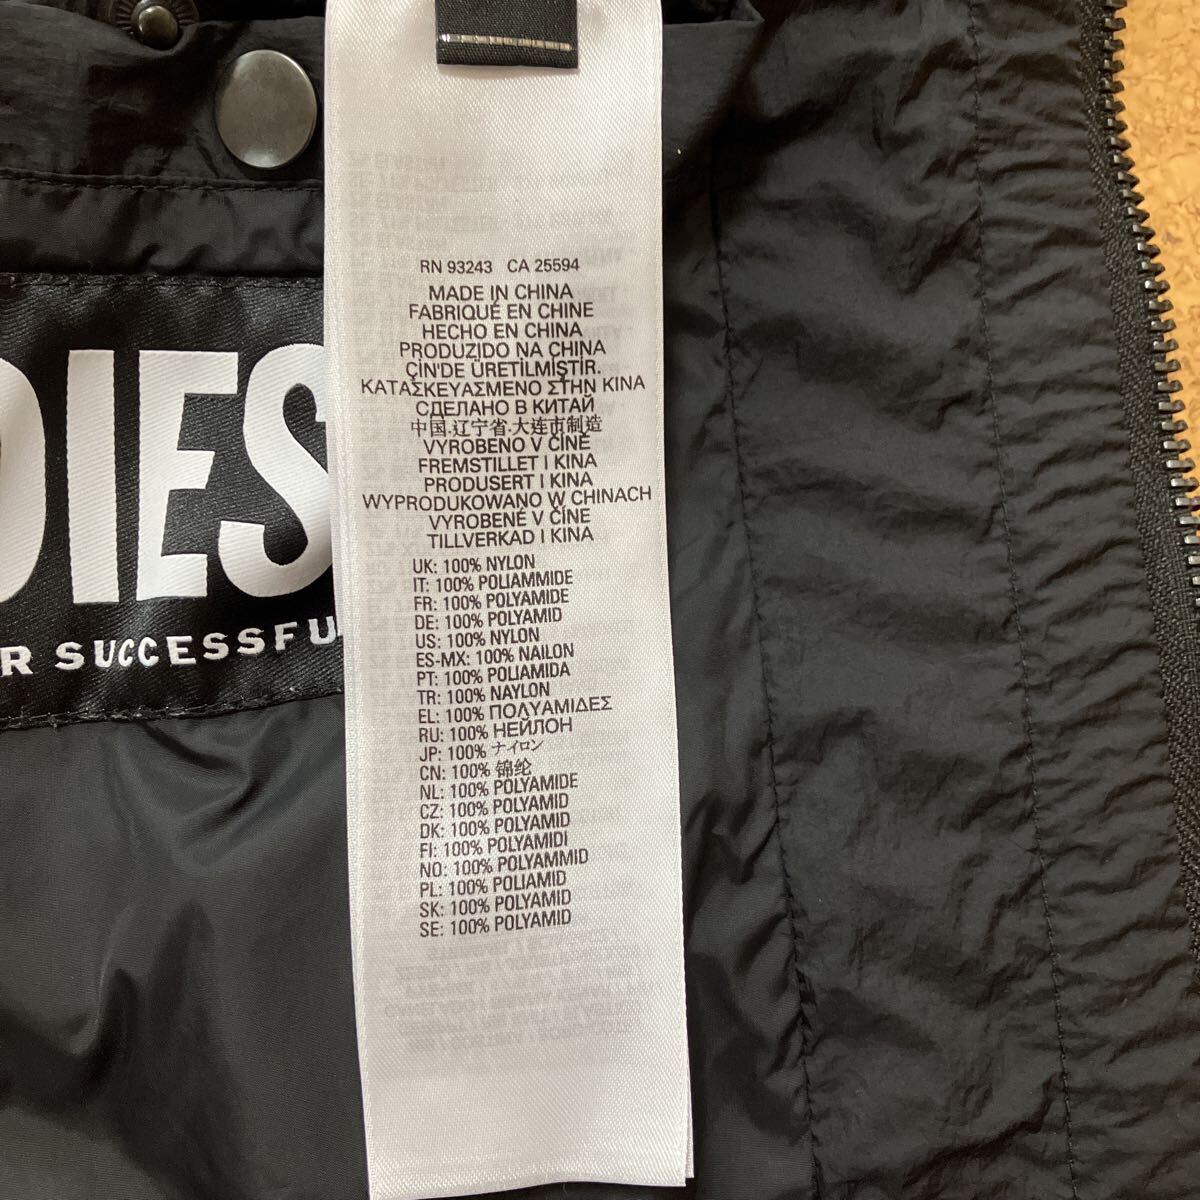 RN 93243 CA 25594
MADE IN CHINA
FABRIQUÉ EN CHINE
HECHO EN CHINA
PRODUZIDO NA CHINA
ÇIN'DE ÜRETILMIŞTIR.
ΚΑΤΑΣΚΕΥΑΣΜΕΝΟ ΣΤΗΝ ΚΙΝΑ
СДЕЛАНО В КИТАЙ
中国.辽宁省.大连市制造
VYROBENO V ČINE
FREMSTILLET I KINA
PRODUSERT I KINA
WYPRODUKOWANO W CHINACH
VYROBENÉ V ČÍNE
TILLVERKAD I KINA
UK: 100% NYLON
IT: 100% POLIAMMIDE
FR: 100% POLYAMIDE
DE: 100% POLYAMID
US: 100% NYLON
ES-MX: 100% NAILON
PT: 100% POLIAMIDA
TR: 100% NAYLON
EL: 100% ΠΟΛΥΑΜΙΔΕΣ
RU: 100% НЕЙЛОН
JP: 100% ナイロン
CN: 100% 锦纶
NL: 100% POLYAMIDE
CZ: 100% POLYAMID
DK: 100% POLYAMID
FI: 100% POLYAMIDI
NO: 100% POLYAMMID
PL: 100% POLIAMID
SK: 100% POLYAMID
SE: 100% POLYAMID
DIES
R SUCCESSFU